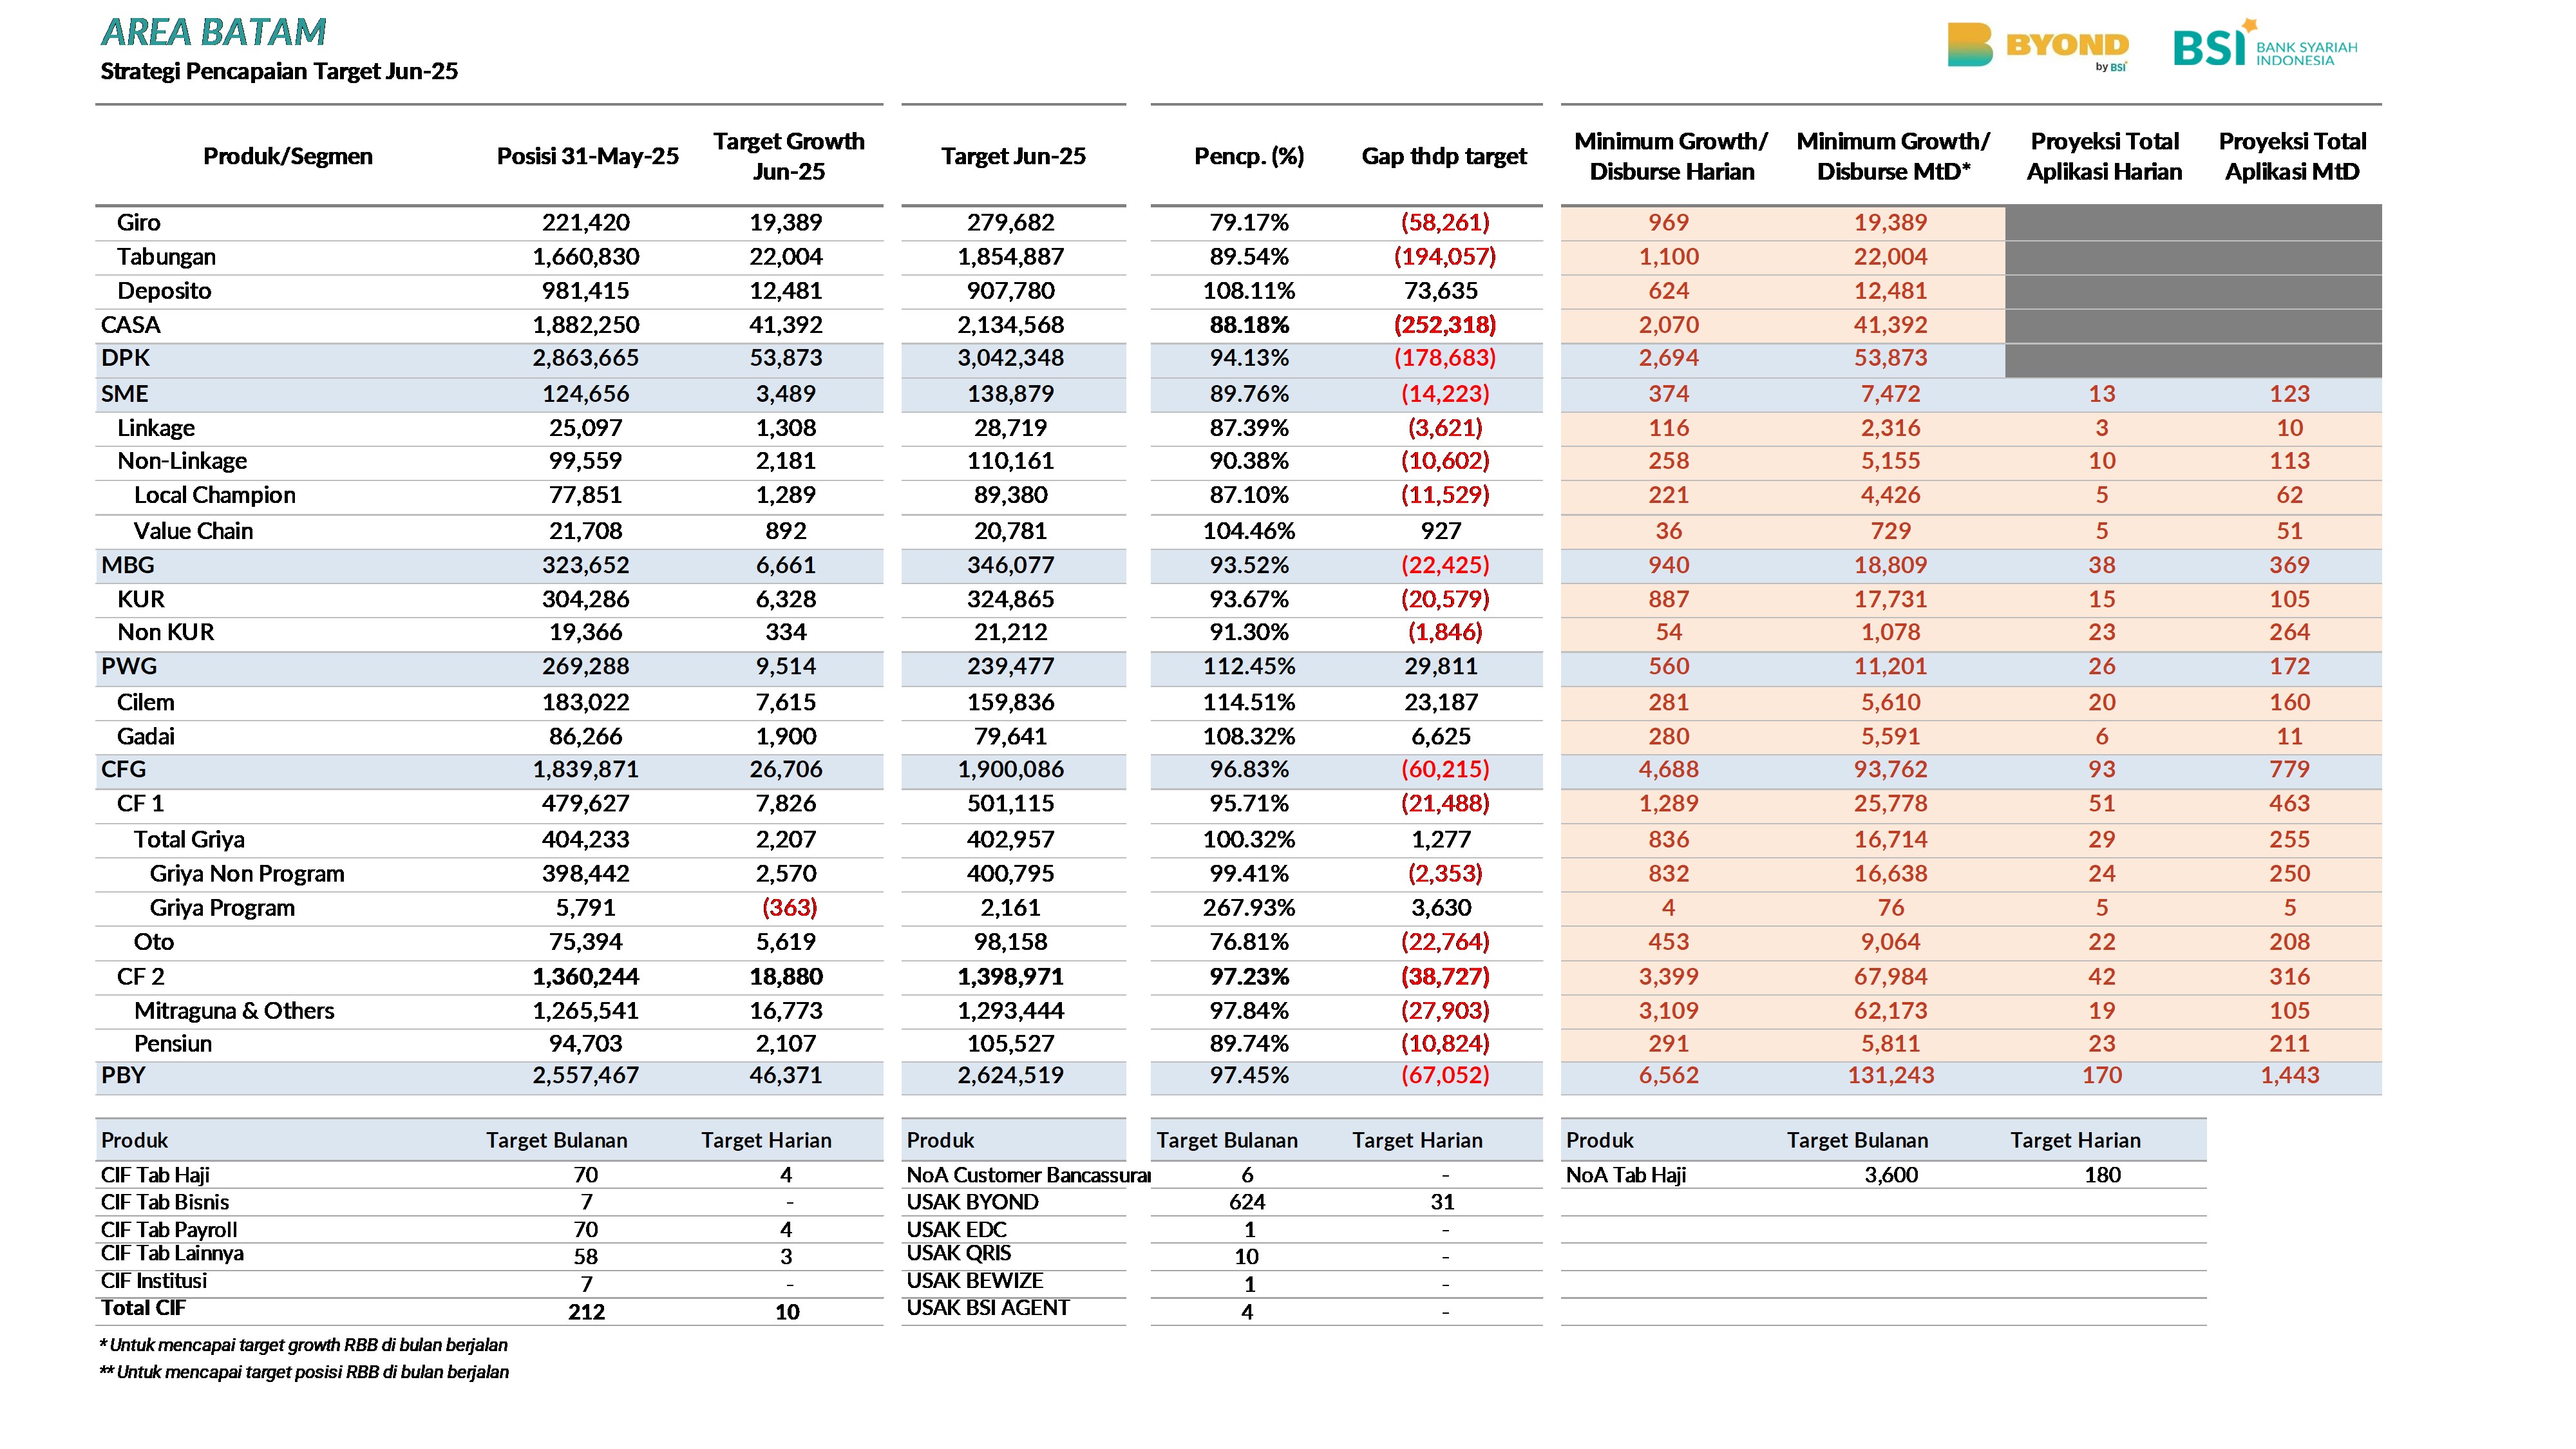 AREA BATAM
Strategi Pencapaian Target Jun-25
BYOND
by BSI
BSI BANK SYARIAH
INDONESIA
Produk/Segmen Posisi 31-May-25 Target Growth Jun-25 Target Jun-25 Pencp. (%) Gap thdp target Minimum Growth/ Disburse Harian Minimum Growth/ Disburse MtD* Proyeksi Total Aplikasi Harian Proyeksi Total Aplikasi MtD
Giro 221,420 19,389 279,682 79.17% (58,261) 969 19,389
Tabungan 1,660,830 22,004 1,854,887 89.54% (194,057) 1,100 22,004
Deposito 981,415 12,481 907,780 108.11% 73,635 624 12,481
CASA 1,882,250 41,392 2,134,568 88.18% (252,318) 2,070 41,392
DPK 2,863,665 53,873 3,042,348 94.13% (178,683) 2,694 53,873
SME 124,656 3,489 138,879 89.76% (14,223) 374 7,472 13 123
Linkage 25,097 1,308 28,719 87.39% (3,621) 116 2,316 3 10
Non-Linkage 99,559 2,181 110,161 90.38% (10,602) 258 5,155 10 113
Local Champion 77,851 1,289 89,380 87.10% (11,529) 221 4,426 5 62
Value Chain 21,708 892 20,781 104.46% 927 36 729 5 51
MBG 323,652 6,661 346,077 93.52% (22,425) 940 18,809 38 369
KUR 304,286 6,328 324,865 93.67% (20,579) 887 17,731 15 105
Non KUR 19,366 334 21,212 91.30% (1,846) 54 1,078 23 264
PWG 269,288 9,514 239,477 112.45% 29,811 560 11,201 26 172
Cilem 183,022 7,615 159,836 114.51% 23,187 281 5,610 20 160
Gadai 86,266 1,900 79,641 108.32% 6,625 280 5,591 6 11
CFG 1,839,871 26,706 1,900,086 96.83% (60,215) 4,688 93,762 93 779
CF 1 479,627 7,826 501,115 95.71% (21,488) 1,289 25,778 51 463
Total Griya 404,233 2,207 402,957 100.32% 1,277 836 16,714 29 255
Griya Non Program 398,442 2,570 400,795 99.41% (2,353) 832 16,638 24 250
Griya Program 5,791 (363) 2,161 267.93% 3,630 4 76 5 5
Oto 75,394 5,619 98,158 76.81% (22,764) 453 9,064 22 208
CF 2 1,360,244 18,880 1,398,971 97.23% (38,727) 3,399 67,984 42 316
Mitraguna & Others 1,265,541 16,773 1,293,444 97.84% (27,903) 3,109 62,173 19 105
Pensiun 94,703 2,107 105,527 89.74% (10,824) 291 5,811 23 211
PBY 2,557,467 46,371 2,624,519 97.45% (67,052) 6,562 131,243 170 1,443
Produk Target Bulanan Target Harian Produk Target Bulanan Target Harian Produk Target Bulanan Target Harian
CIF Tab Haji 70 4 NoA Customer Bancassuran 6 - NoA Tab Haji 3,600 180
CIF Tab Bisnis 7 - USAK BYOND 624 31
CIF Tab Payroll 70 4 USAK EDC 1 -
CIF Tab Lainnya 58 3 USAK QRIS 10 -
CIF Institusi 7 - USAK BEWIZE 1 -
Total CIF 212 10 USAK BSI AGENT 4 -
* Untuk mencapai target growth RBB di bulan berjalan
** Untuk mencapai target posisi RBB di bulan berjalan